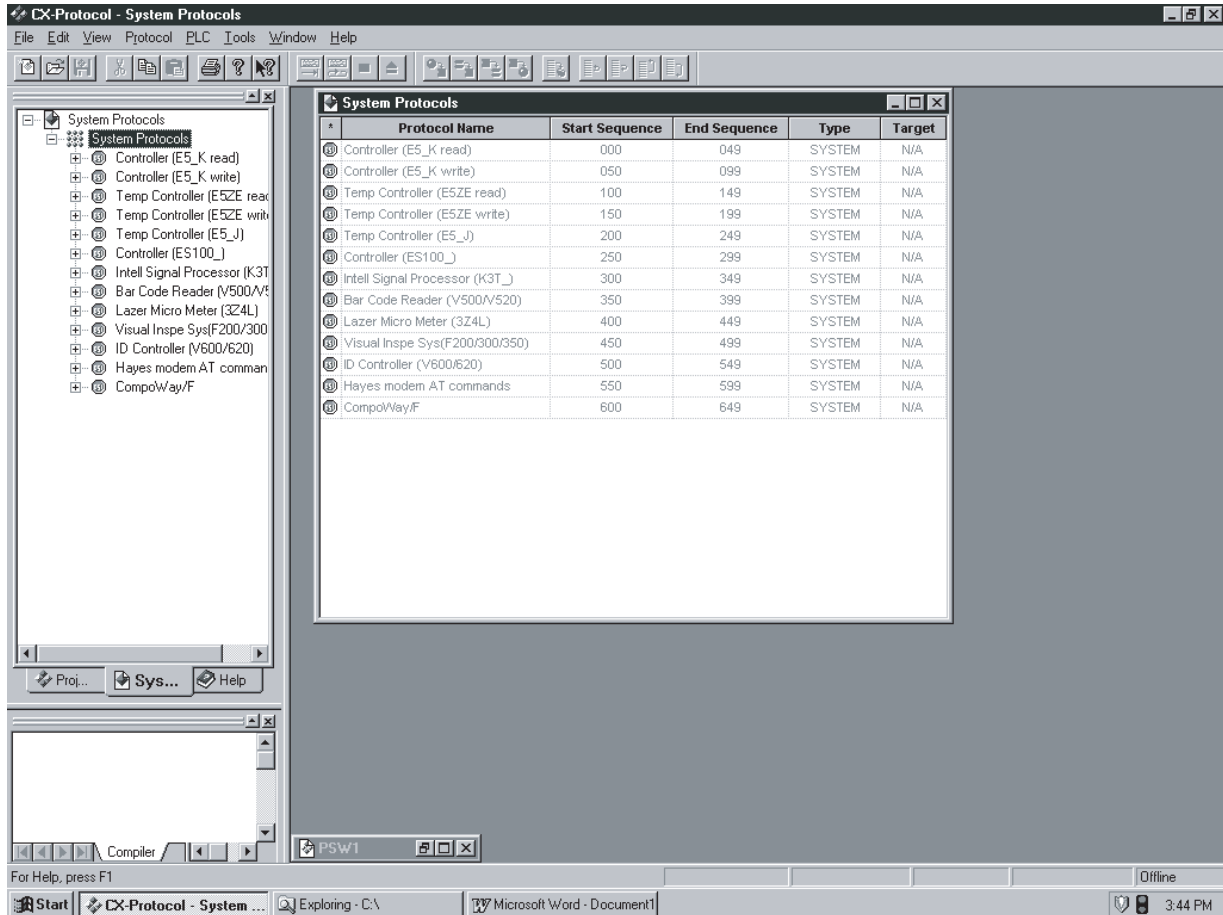 CX-Protocol - System Protocols
File Edit View Protocol PLC Tools Window Help
System Protocols
System Protocols
Controller (E5_K read)
Controller (E5_K write)
Temp Controller (E5ZE read
Temp Controller (E5ZE writ
Temp Controller (E5_J)
Controller (ES100_)
Intell Signal Processor (K3T
Bar Code Reader (V500/V5
Lazer Micro Meter (3Z4L)
Visual Inspe Sys(F200/300
ID Controller (V600/620)
Hayes modem AT comman
CompoWay/F
Proj... Sys... Help
System Protocols
* Protocol Name Start Sequence End Sequence Type Target
Controller (E5_K read) 000 049 SYSTEM N/A
Controller (E5_K write) 050 099 SYSTEM N/A
Temp Controller (E5ZE read) 100 149 SYSTEM N/A
Temp Controller (E5ZE write) 150 199 SYSTEM N/A
Temp Controller (E5_J) 200 249 SYSTEM N/A
Controller (ES100_) 250 299 SYSTEM N/A
Intell Signal Processor (K3T_) 300 349 SYSTEM N/A
Bar Code Reader (V500/V520) 350 399 SYSTEM N/A
Lazer Micro Meter (3Z4L) 400 449 SYSTEM N/A
Visual Inspe Sys(F200/300/350) 450 499 SYSTEM N/A
ID Controller (V600/620) 500 549 SYSTEM N/A
Hayes modem AT commands 550 599 SYSTEM N/A
CompoWay/F 600 649 SYSTEM N/A
Compiler
PSW1
For Help, press F1
Offline
Start CX-Protocol - System ... Exploring - C:\ Microsoft Word - Document1 3:44 PM